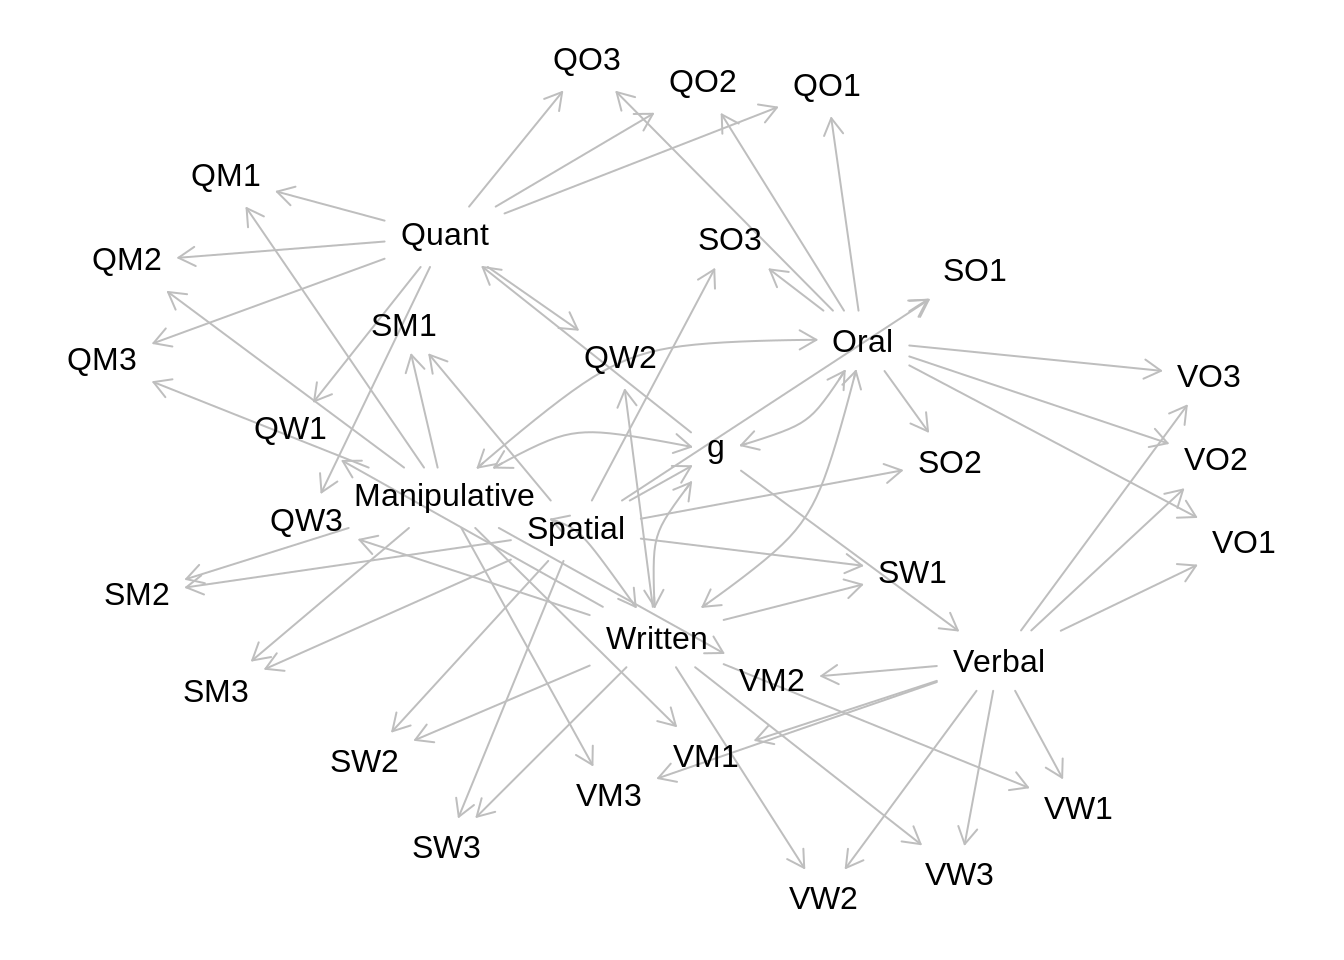 QO3
QO2
QO1
QM1
Quant
SO3
QM2
SO1
SM1
Oral
QW2
QM3
VO3
QW1
g
VO2
SO2
Manipulative
QW3
Spatial
VO1
SW1
SM2
Written
Verbal
VM2
SM3
VM1
SW2
VM3
VW1
SW3
VW3
VW2